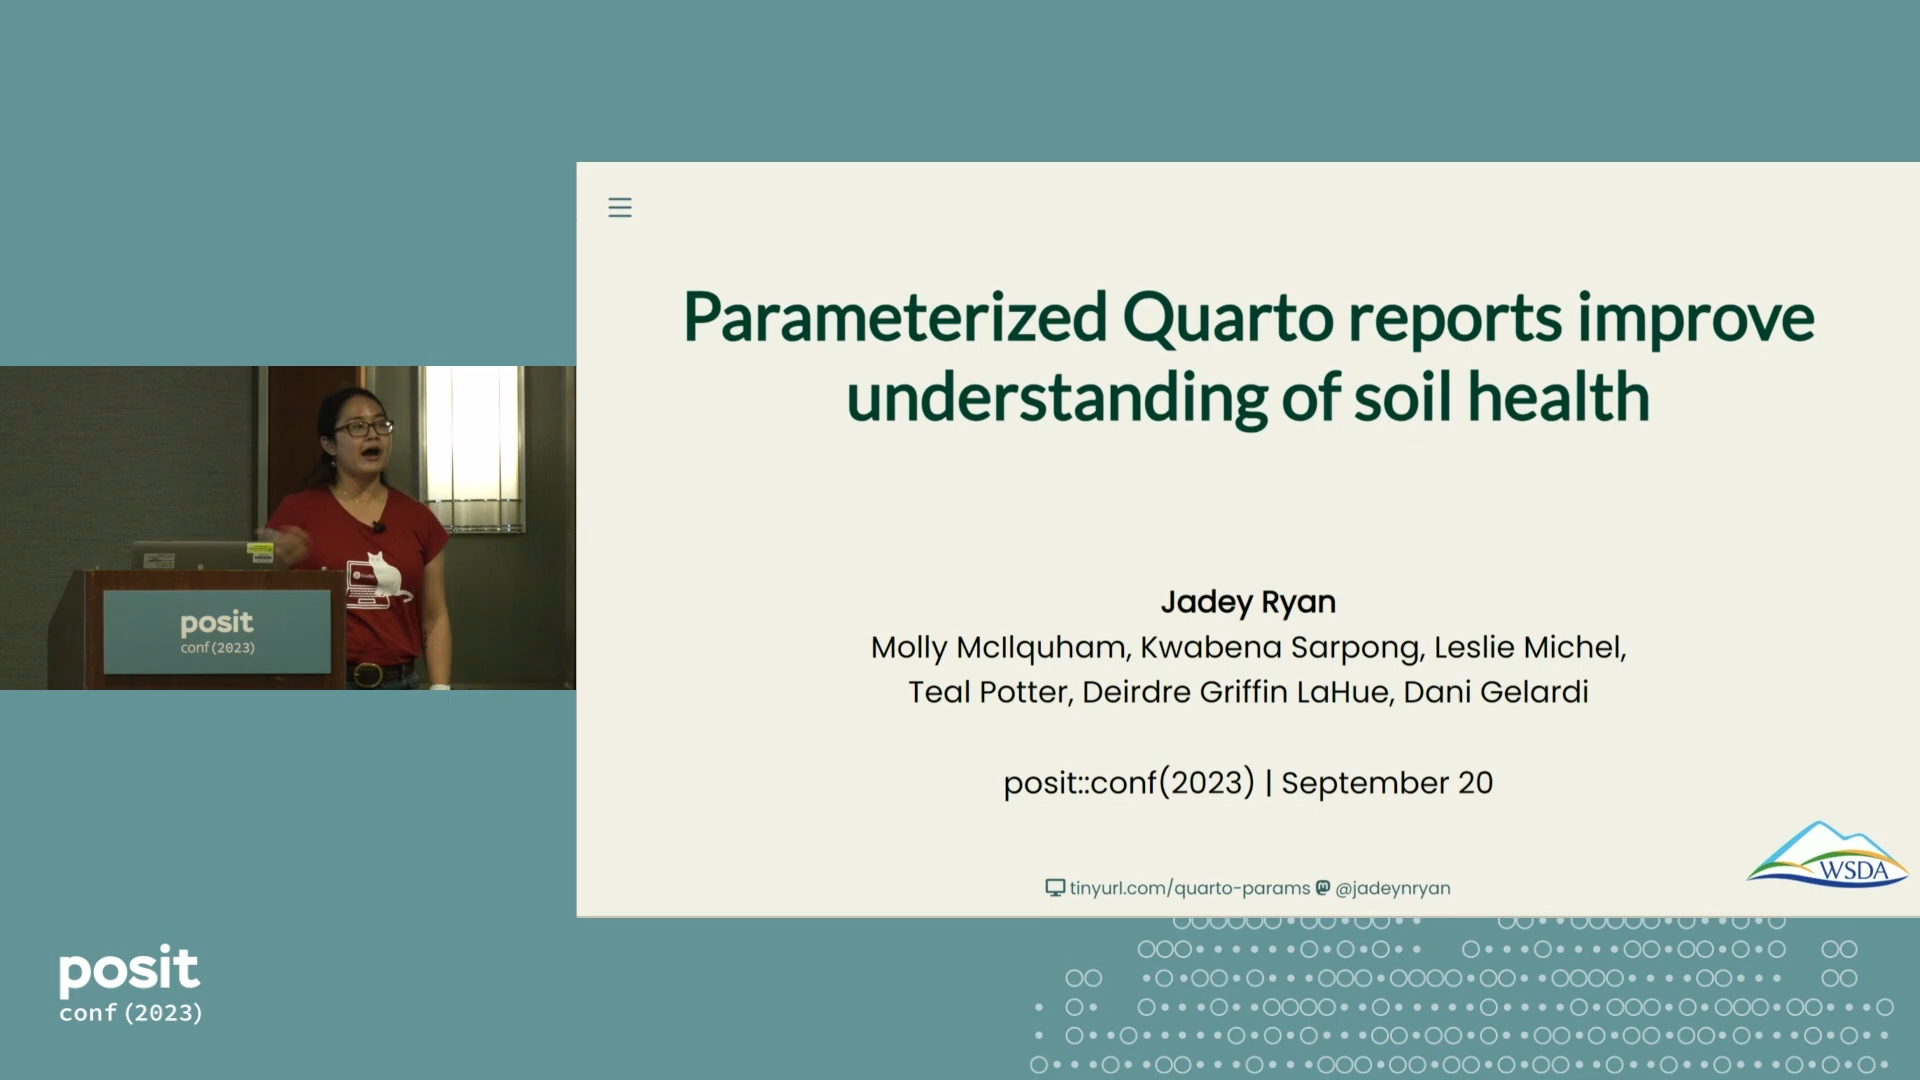 Parameterized Quarto reports improve
understanding of soil health
Jadey Ryan
Molly McIlquham, Kwabena Sarpong, Leslie Michel,
Teal Potter, Deirdre Griffin LaHue, Dani Gelardi
posit::conf(2023) | September 20
WSDA
tinyurl.com/quarto-params @jadeynryan
posit
conf(2023)
posit
conf(2023)